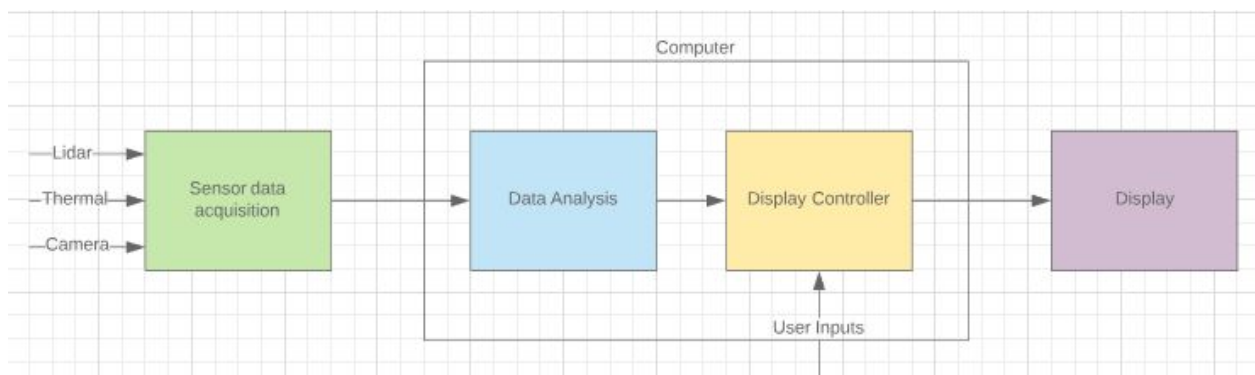 Computer
Lidar
Thermal
Camera
Sensor data
acquisition
Data Analysis
Display Controller
Display
User Inputs